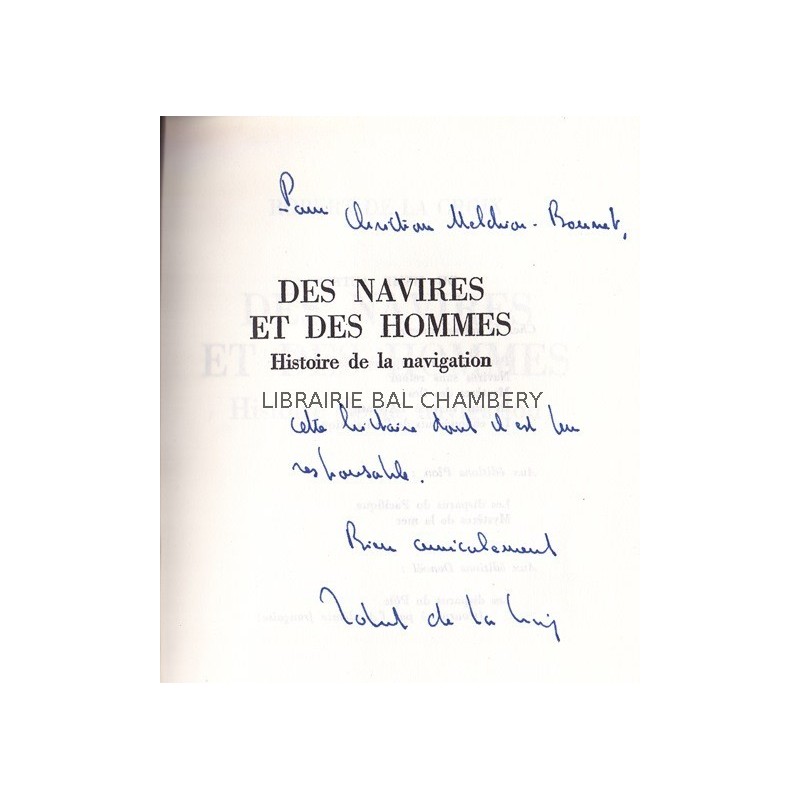 Pour
Christian Melchior-Bonnet,
DES NAVIRES
ET DES HOMMES
Histoire de la navigation
LIBRAIRIE BAL CHAMBERY
cette histoire dont il est un
responsable.
Bien amicalement
Robert de la Croix